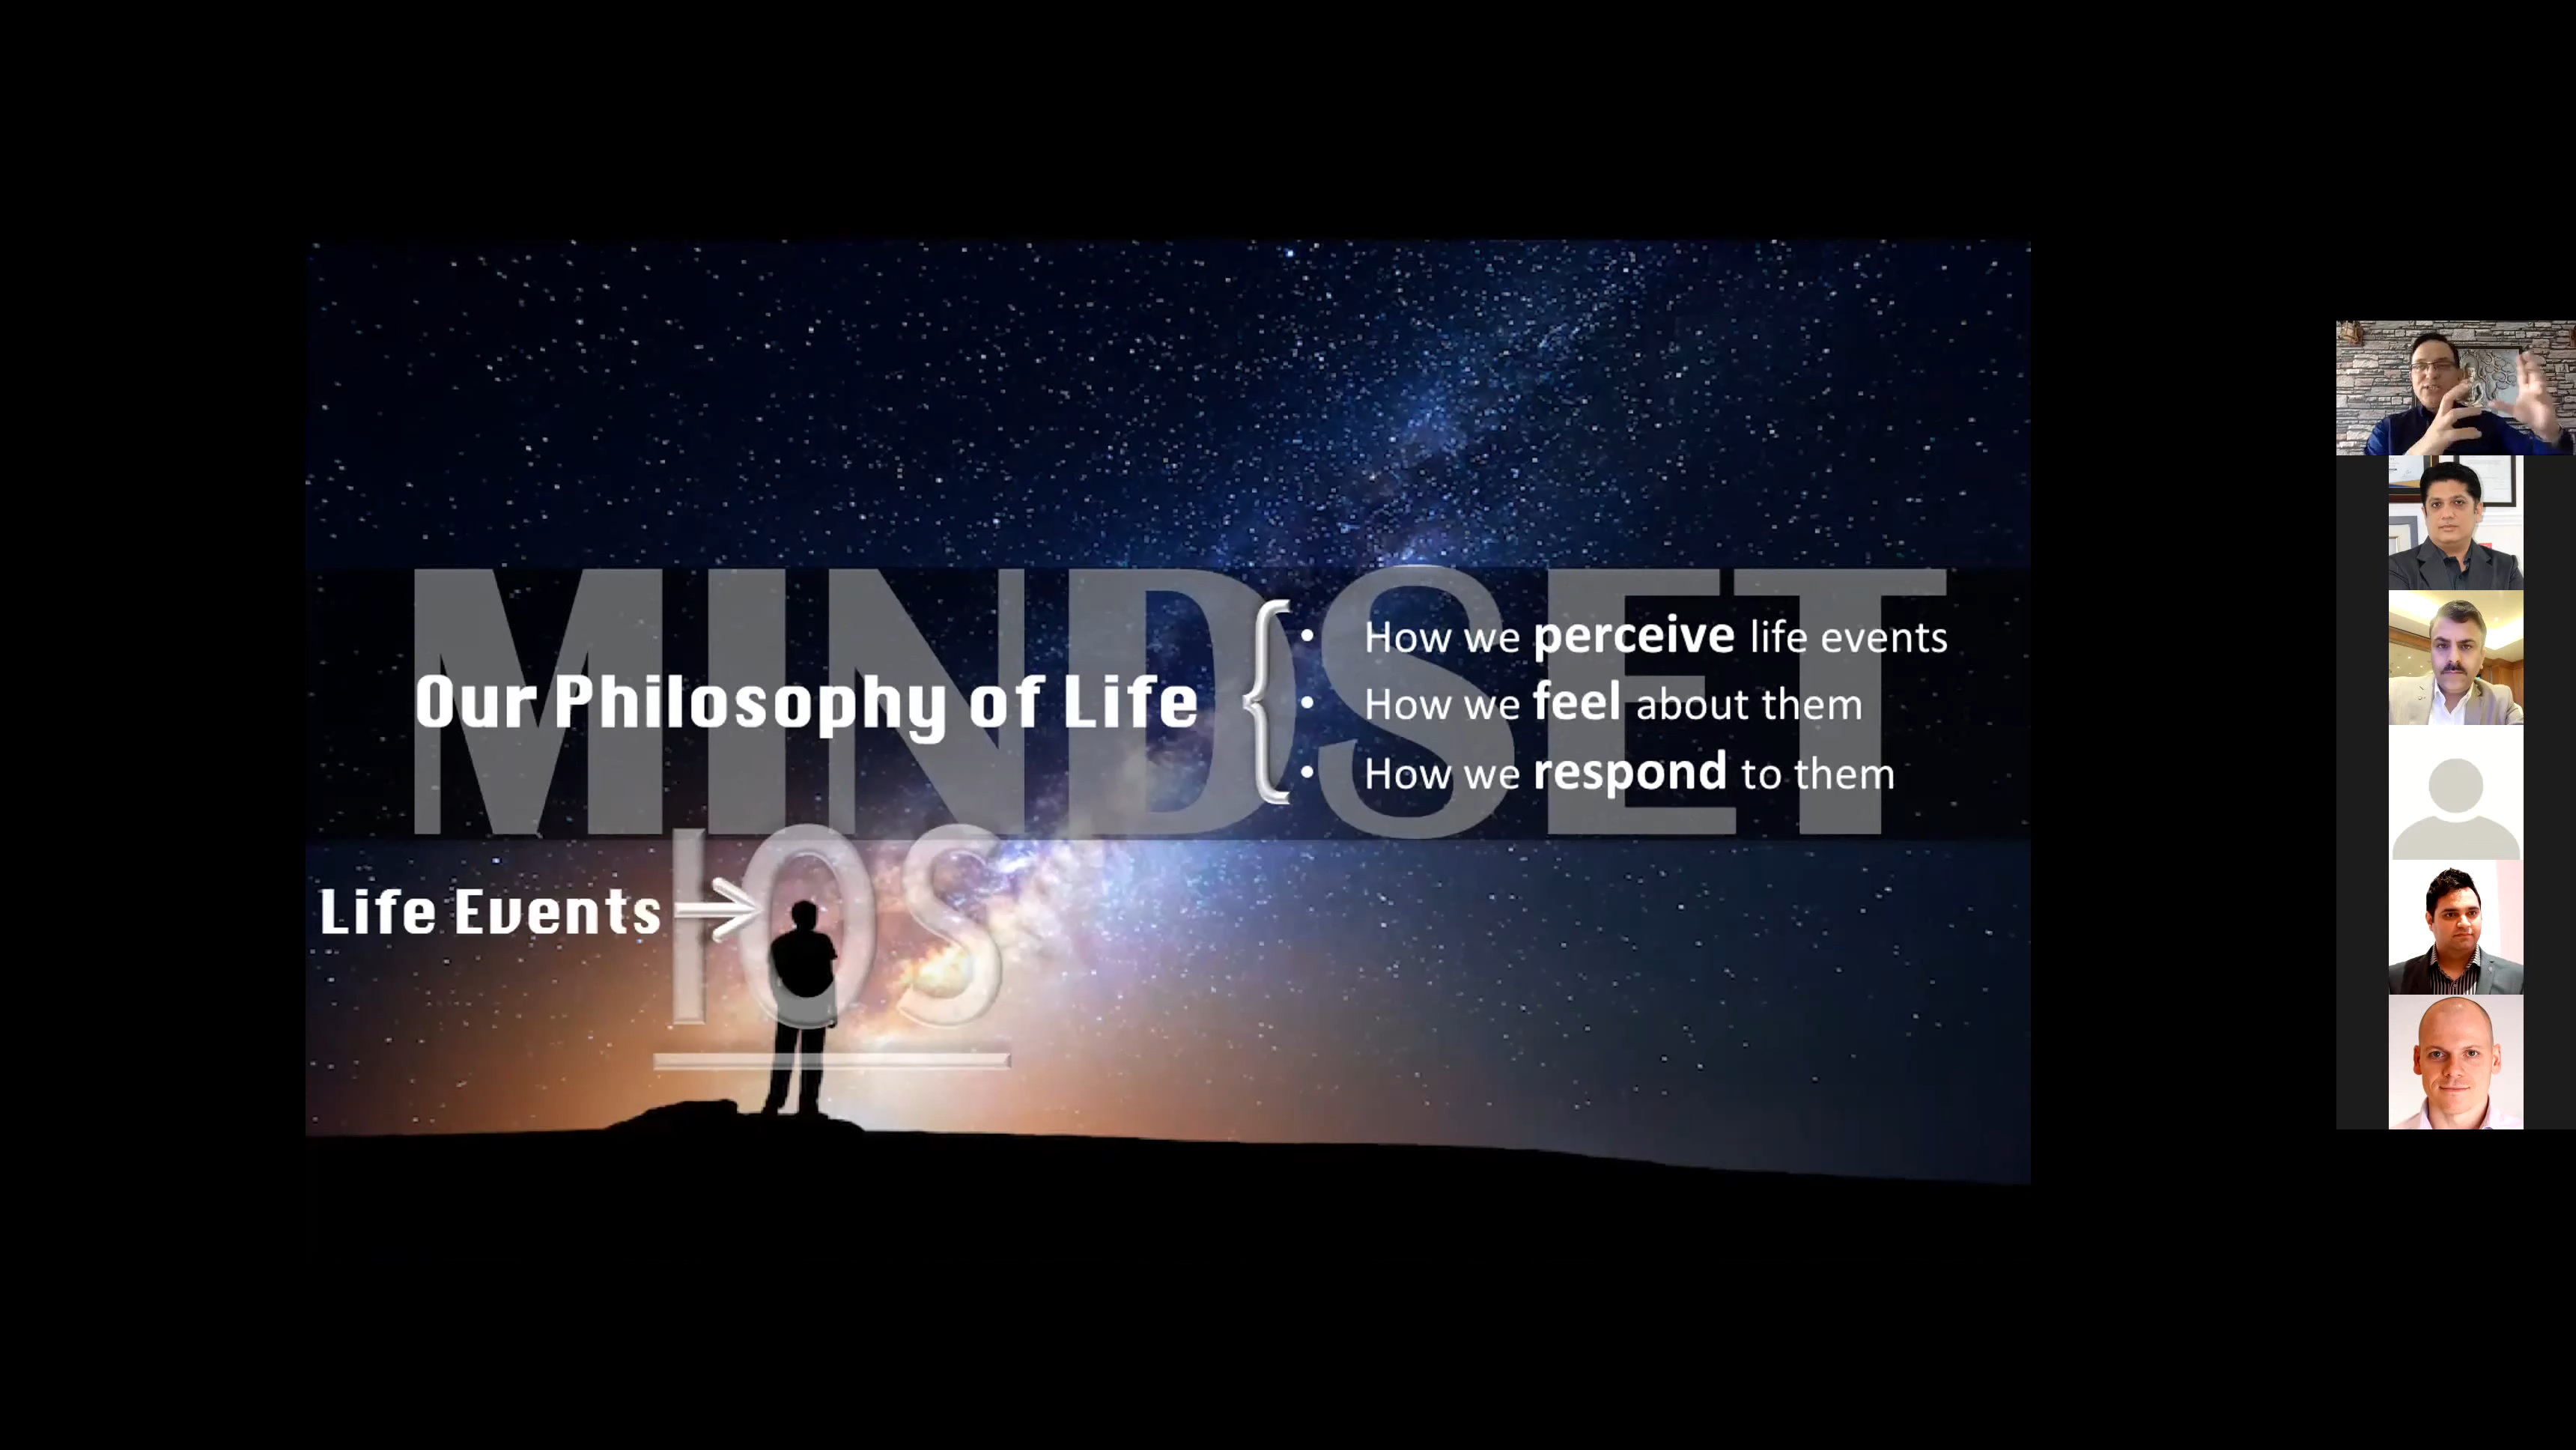 MINDSET
Our Philosophy of Life
• How we perceive life events
• How we feel about them
• How we respond to them
IOS
Life Events